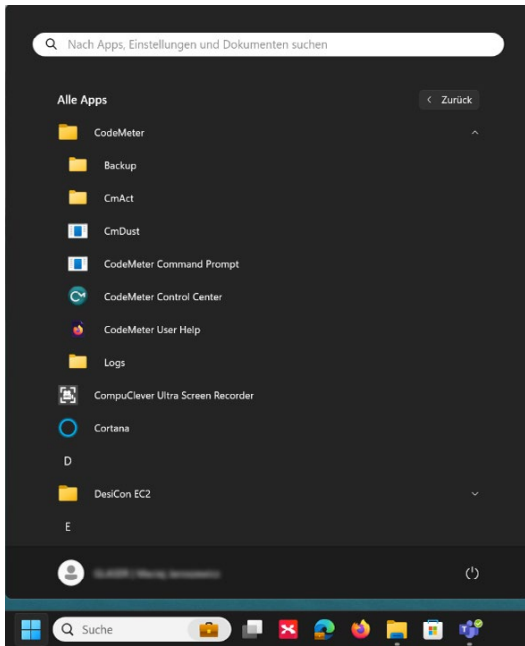 Nach Apps, Einstellungen und Dokumenten suchen
Alle Apps
Zurück
CodeMeter
Backup
CmAct
CmDust
CodeMeter Command Prompt
CodeMeter Control Center
CodeMeter User Help
Logs
CompuClever Ultra Screen Recorder
Cortana
D
DesiCon EC2
E
Suche